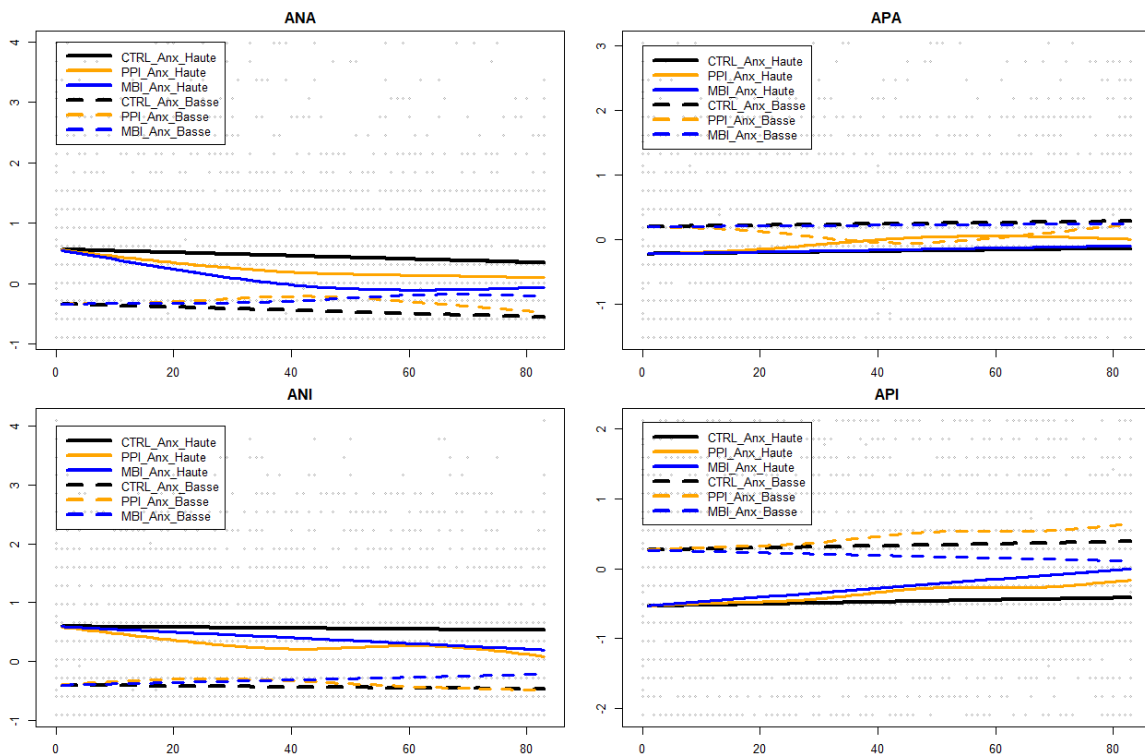 ANA
4
3
2
1
0
-1
CTRL_Anx_Haute
PPI_Anx_Haute
MBI_Anx_Haute
CTRL_Anx_Basse
PPI_Anx_Basse
MBI_Anx_Basse
0 20 40 60 80
APA
3
2
1
0
-1
CTRL_Anx_Haute
PPI_Anx_Haute
MBI_Anx_Haute
CTRL_Anx_Basse
PPI_Anx_Basse
MBI_Anx_Basse
0 20 40 60 80
ANI
4
3
2
1
0
-1
CTRL_Anx_Haute
PPI_Anx_Haute
MBI_Anx_Haute
CTRL_Anx_Basse
PPI_Anx_Basse
MBI_Anx_Basse
0 20 40 60 80
API
2
1
0
-1
-2
CTRL_Anx_Haute
PPI_Anx_Haute
MBI_Anx_Haute
CTRL_Anx_Basse
PPI_Anx_Basse
MBI_Anx_Basse
0 20 40 60 80